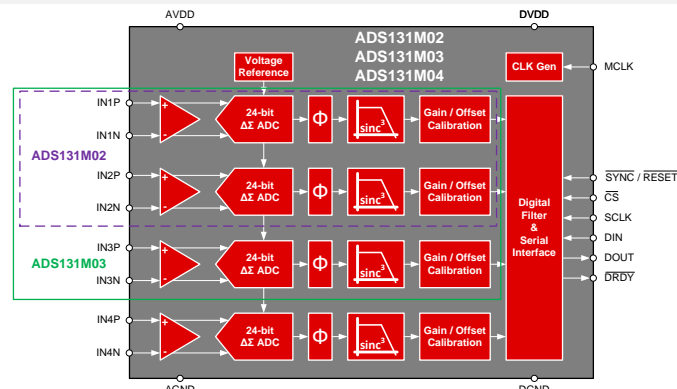 AVDD
DVDD
ADS131M02
ADS131M03
ADS131M04
Voltage
Reference
CLK Gen
MCLK
IN1P
IN1N
+
-
24-bit
ΔΣ ADC
Φ
sinc³
Gain / Offset
Calibration
ADS131M02
IN2P
IN2N
+
-
24-bit
ΔΣ ADC
Φ
sinc³
Gain / Offset
Calibration
ADS131M03
IN3P
IN3N
+
-
24-bit
ΔΣ ADC
Φ
sinc³
Gain / Offset
Calibration
IN4P
IN4N
+
-
24-bit
ΔΣ ADC
Φ
sinc³
Gain / Offset
Calibration
Digital
Filter
&
Serial
Interface
SYNC / RESET
CS
SCLK
DIN
DOUT
DRDY
AGND
DGND